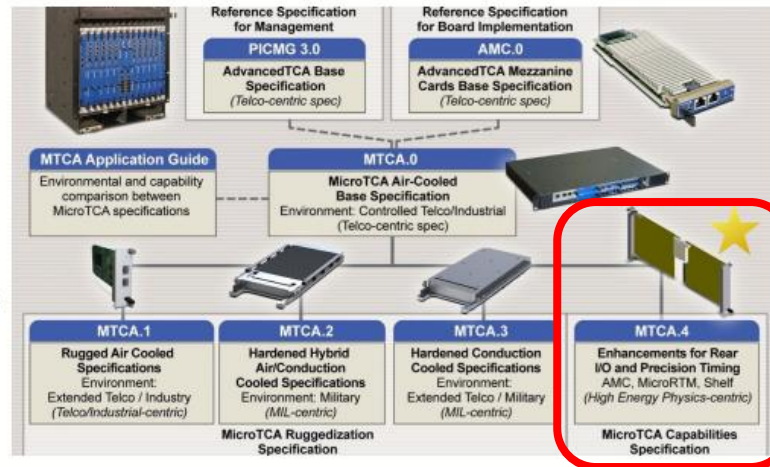 Reference Specification
for Management
Reference Specification
for Board Implementation
PICMG 3.0
AdvancedTCA Base
Specification
(Telco-centric spec)
AMC.0
AdvancedTCA Mezzanine
Cards Base Specification
(Telco-centric spec)
MTCA Application Guide
Environmental and capability
comparison between
MicroTCA specifications
MTCA.0
MicroTCA Air-Cooled
Base Specification
Environment: Controlled Telco/Industrial
(Telco-centric spec)
MTCA.1
Rugged Air Cooled
Specifications
Environment:
Extended Telco / Industry
(Telco/Industrial-centric)
MTCA.2
Hardened Hybrid
Air/Conduction
Cooled Specifications
Environment: Military
(MIL-centric)
MTCA.3
Hardened Conduction
Cooled Specifications
Environment:
Extended Telco / Military
(MIL-centric)
MTCA.4
Enhancements for Rear
I/O and Precision Timing
AMC, MicroRTM, Shelf
(High Energy Physics-centric)
MicroTCA Ruggedization
Specification
MicroTCA Capabilities
Specification